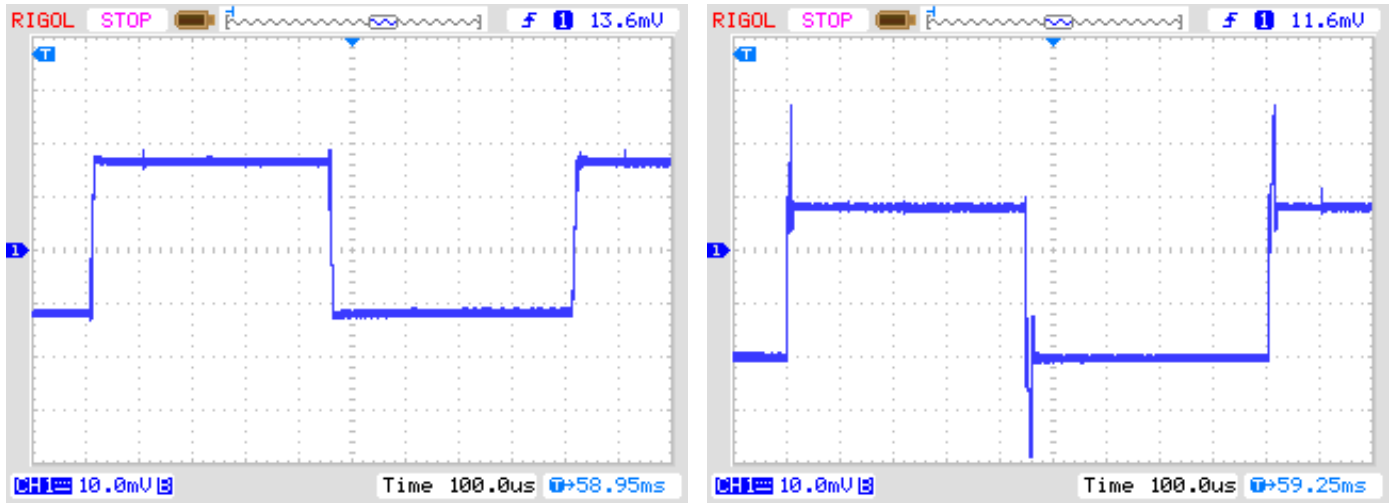 RIGOL STOP T ƒ 1 13.6mV
T
1
CH1 10.0mV B Time 100.0us T→58.95ms
RIGOL STOP T ƒ 1 11.6mV
T
1
CH1 10.0mV B Time 100.0us T→59.25ms